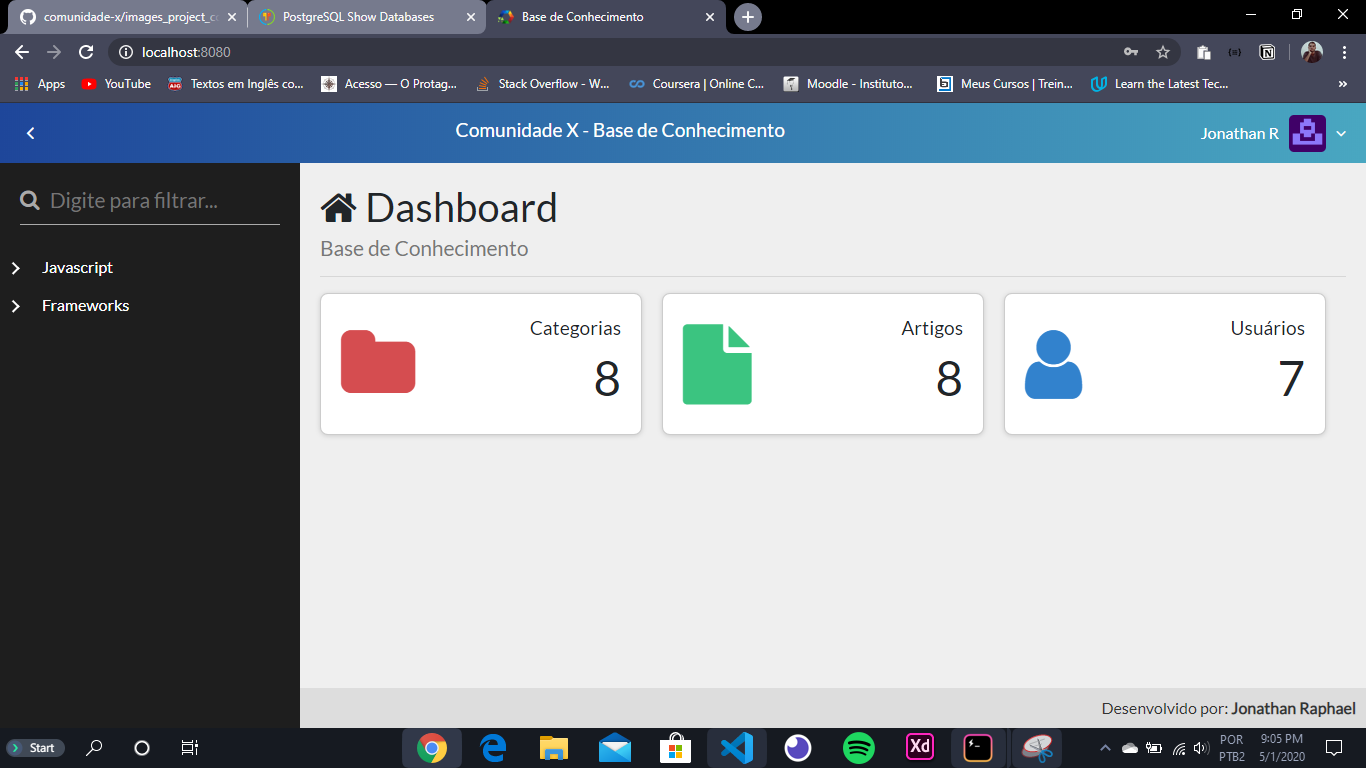 comunidade-x/images_project_c
PostgreSQL Show Databases
Base de Conhecimento
localhost:8080
Apps
YouTube
Textos em Inglês co...
Acesso — O Protag...
Stack Overflow - W...
Coursera | Online C...
Moodle - Instituto...
Meus Cursos | Trein...
Learn the Latest Tec...
»
Comunidade X - Base de Conhecimento
Jonathan R
Digite para filtrar...
Javascript
Frameworks
Dashboard
Base de Conhecimento
Categorias
8
Artigos
8
Usuários
7
Desenvolvido por: Jonathan Raphael
Start
Xd
POR
PTB2
9:05 PM
5/1/2020